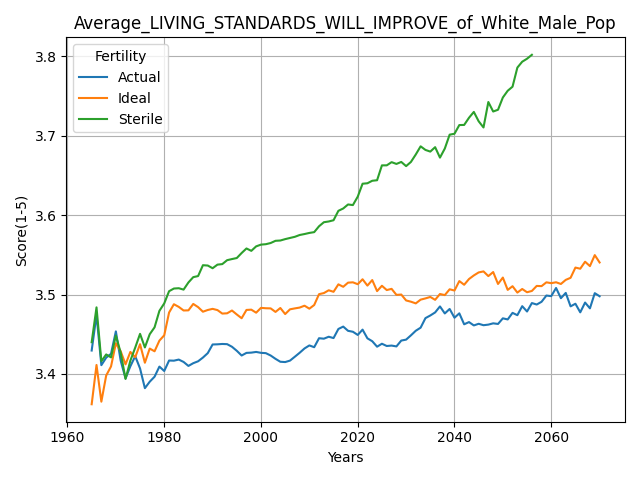 Average_LIVING_STANDARDS_WILL_IMPROVE_of_White_Male_Pop
Fertility
Actual
Ideal
Sterile
Score(1-5)
3.8
3.7
3.6
3.5
3.4
1960
1980
2000
2020
2040
2060
Years